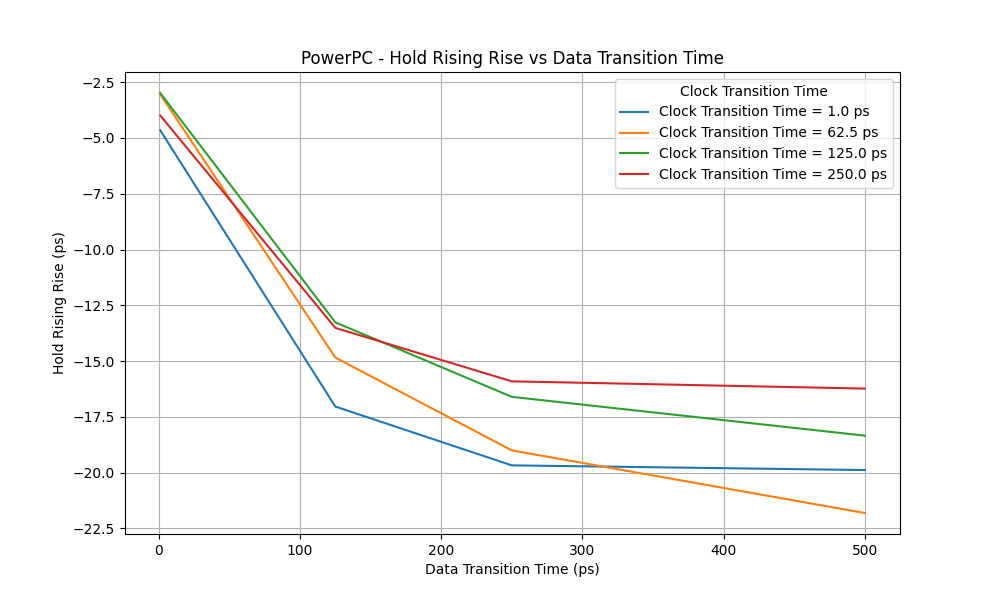 PowerPC - Hold Rising Rise vs Data Transition Time
Clock Transition Time
Clock Transition Time = 1.0 ps
Clock Transition Time = 62.5 ps
Clock Transition Time = 125.0 ps
Clock Transition Time = 250.0 ps
Hold Rising Rise (ps)
−2.5
−5.0
−7.5
−10.0
−12.5
−15.0
−17.5
−20.0
−22.5
0 100 200 300 400 500
Data Transition Time (ps)